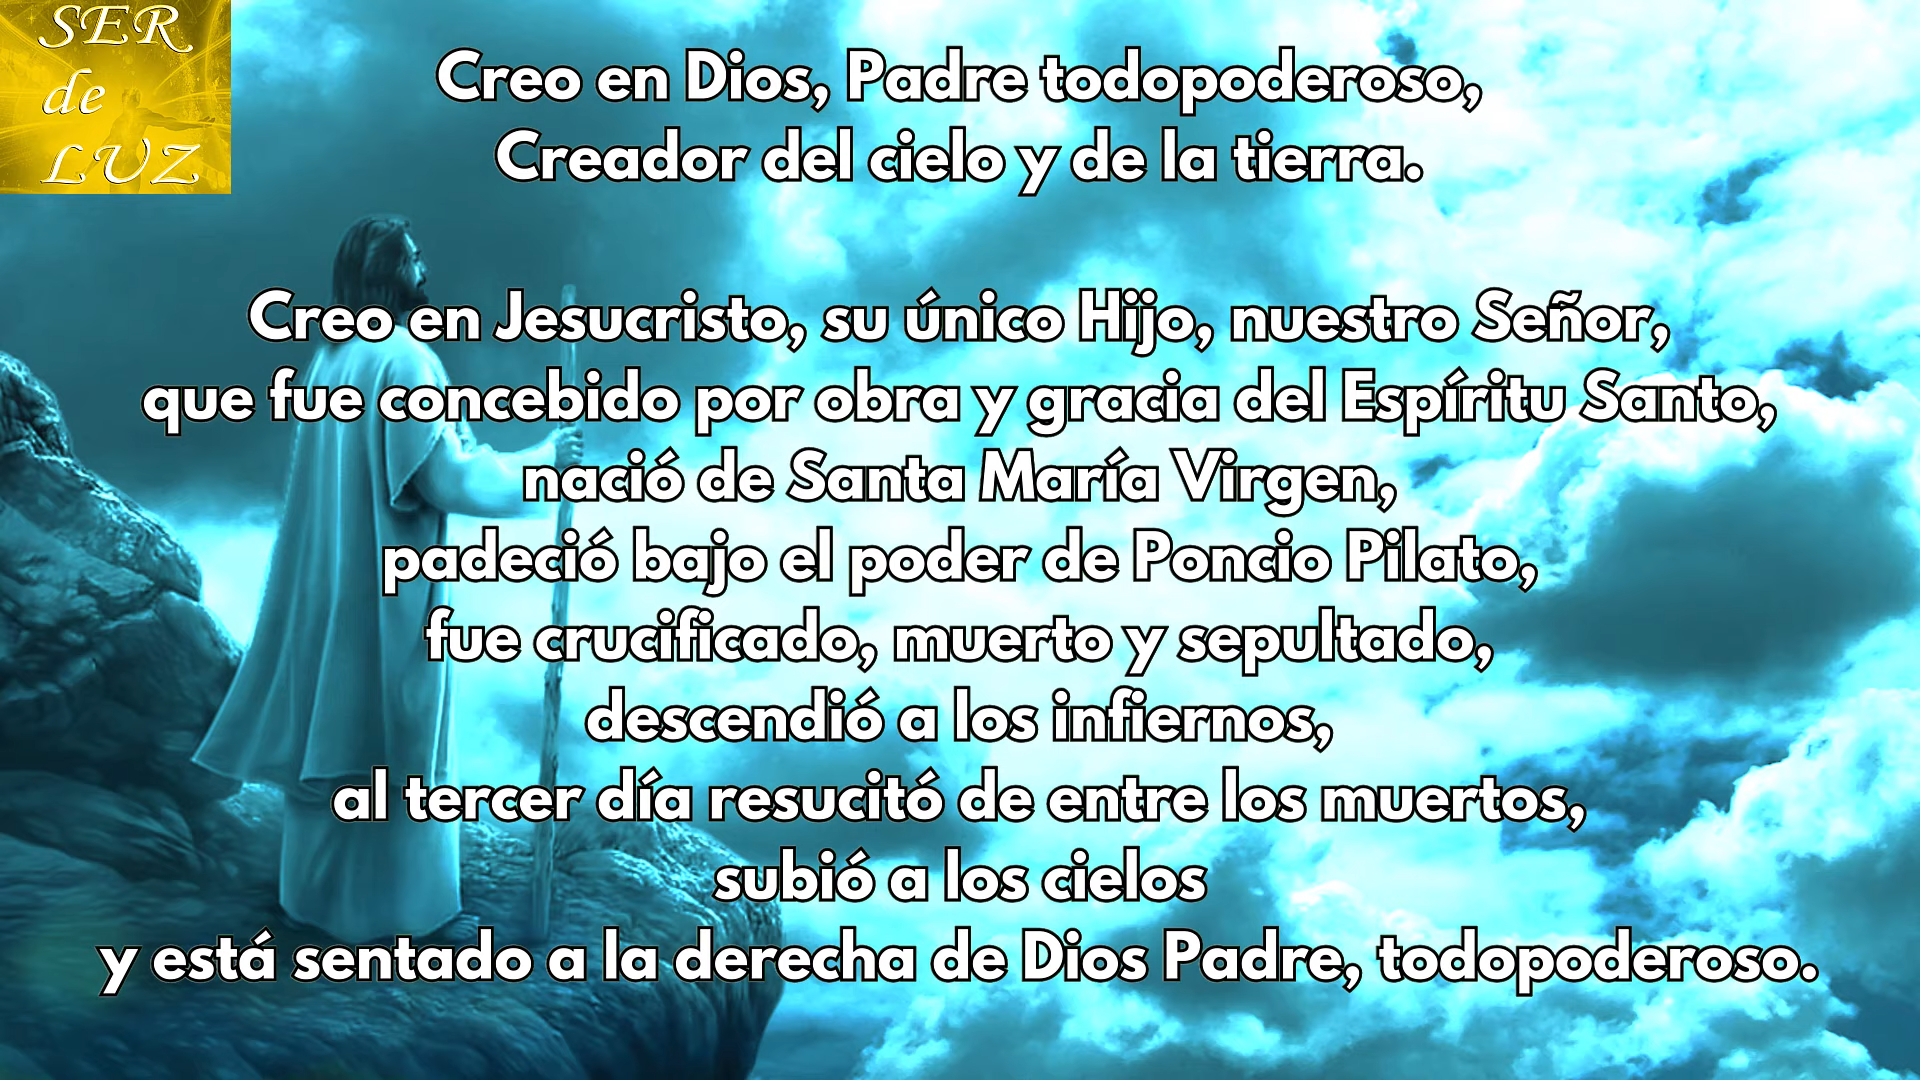 SER
de
LUZ
Creo en Dios, Padre todopoderoso,
Creador del cielo y de la tierra.
Creo en Jesucristo, su único Hijo, nuestro Señor,
que fue concebido por obra y gracia del Espíritu Santo,
nació de Santa María Virgen,
padeció bajo el poder de Poncio Pilato,
fue crucificado, muerto y sepultado,
descendió a los infiernos,
al tercer día resucitó de entre los muertos,
subió a los cielos
y está sentado a la derecha de Dios Padre, todopoderoso.